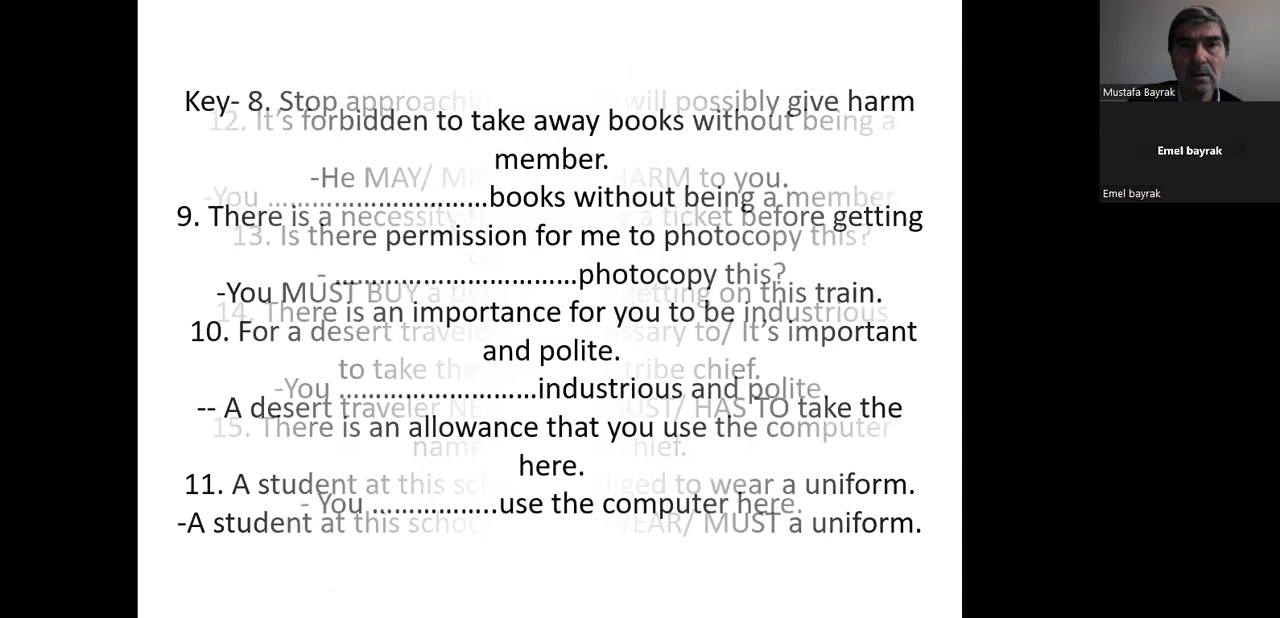 Key- 8. Stop approaching will possibly give harm
12. It's forbidden to take away books without being a
member.
-He MAY/ HARM to you.
-You ..............................books without being a member.
9. There is a necessity a ticket before getting
13. Is there permission for me to photocopy this?
- .................................photocopy this?
-You MUST BUY a getting on this train.
14. There is an importance for you to be industrious
10. For a desert It's important
and polite.
to take the tribe chief.
-You ...........................industrious and polite
-- A desert traveler HAS TO take the
15. There is an allowance that you use the computer
name chief.
here.
11. A student at this to wear a uniform.
- You .................use the computer here.
-A student at this MUST a uniform.
Mustafa Bayrak
Emel bayrak
Emel bayrak